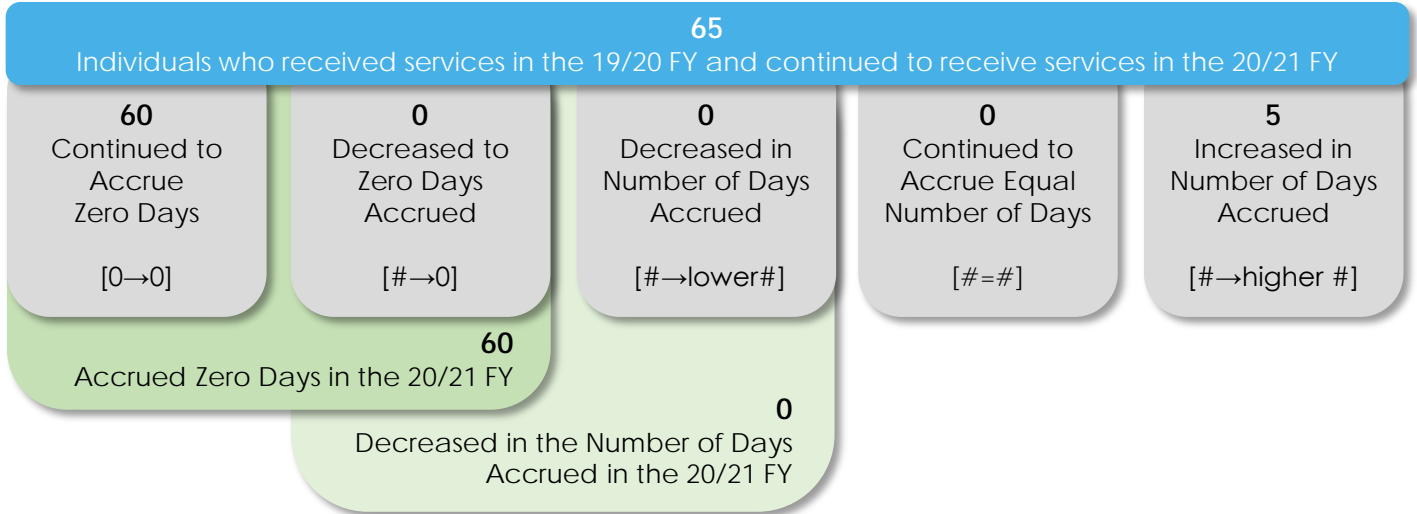 65
Individuals who received services in the 19/20 FY and continued to receive services in the 20/21 FY
60
Continued to
Accrue
Zero Days
[0→0]
0
Decreased to
Zero Days
Accrued
[#→0]
0
Decreased in
Number of Days
Accrued
[#→lower#]
0
Continued to
Accrue Equal
Number of Days
[#=#]
5
Increased in
Number of Days
Accrued
[#→higher #]
60
Accrued Zero Days in the 20/21 FY
0
Decreased in the Number of Days
Accrued in the 20/21 FY